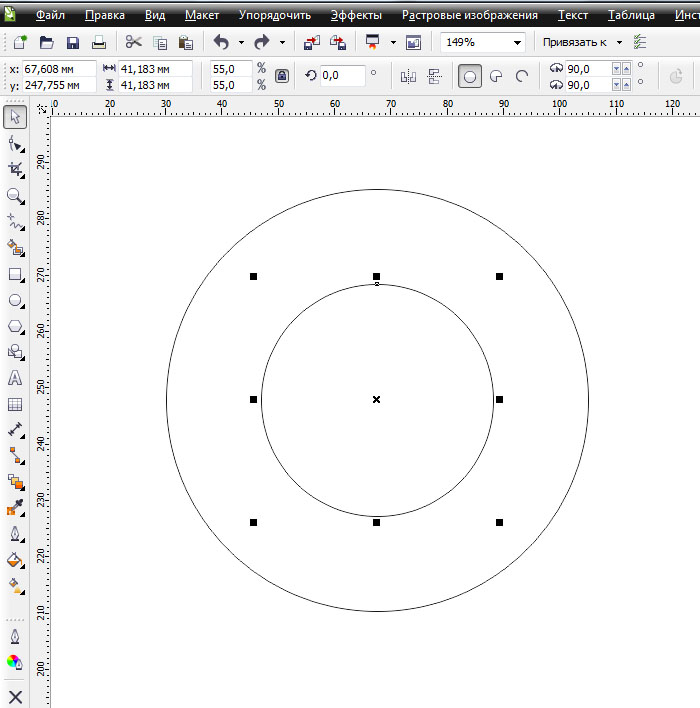 Файл Правка Вид Макет Упорядочить Эффекты Растровые изображения Текст Таблица
149% Привязать к
x: 67,608 мм 41,183 мм 55,0 % 0,0 ° 90,0 °
y: 247,755 мм 41,183 мм 55,0 % 90,0 °
10 20 30 40 50 60 70 80 90 100 110 120
290
280
270
260
250
240
230
220
210
200
A